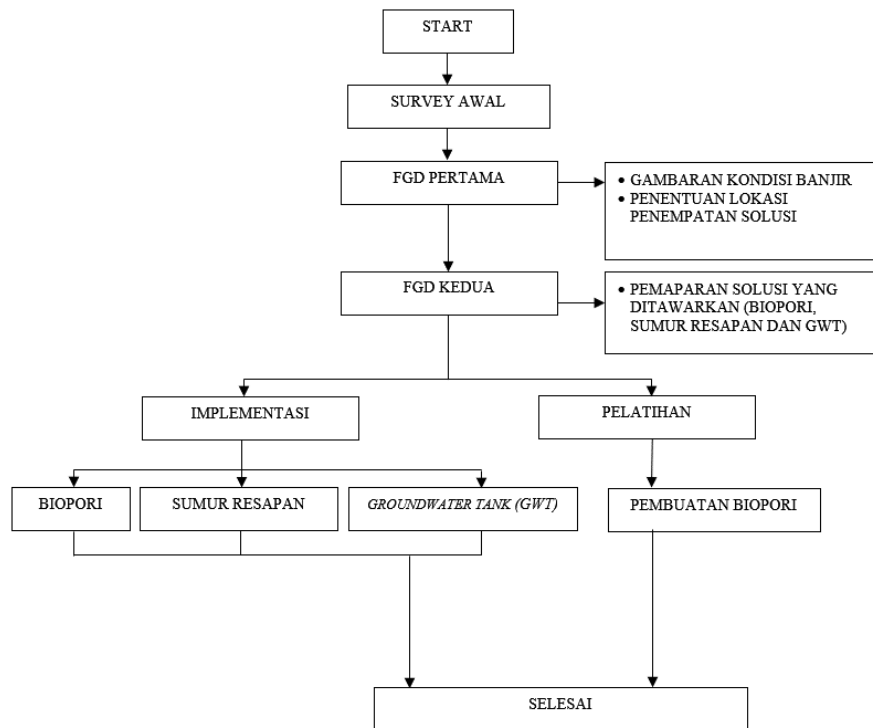 START
SURVEY AWAL
FGD PERTAMA
• GAMBARAN KONDISI BANJIR
• PENENTUAN LOKASI
PENEMPATAN SOLUSI
FGD KEDUA
• PEMAPARAN SOLUSI YANG
DITAWARKAN (BIOPORI,
SUMUR RESAPAN DAN GWT)
IMPLEMENTASI
PELATIHAN
BIOPORI
SUMUR RESAPAN
GROUNDWATER TANK (GWT)
PEMBUATAN BIOPORI
SELESAI